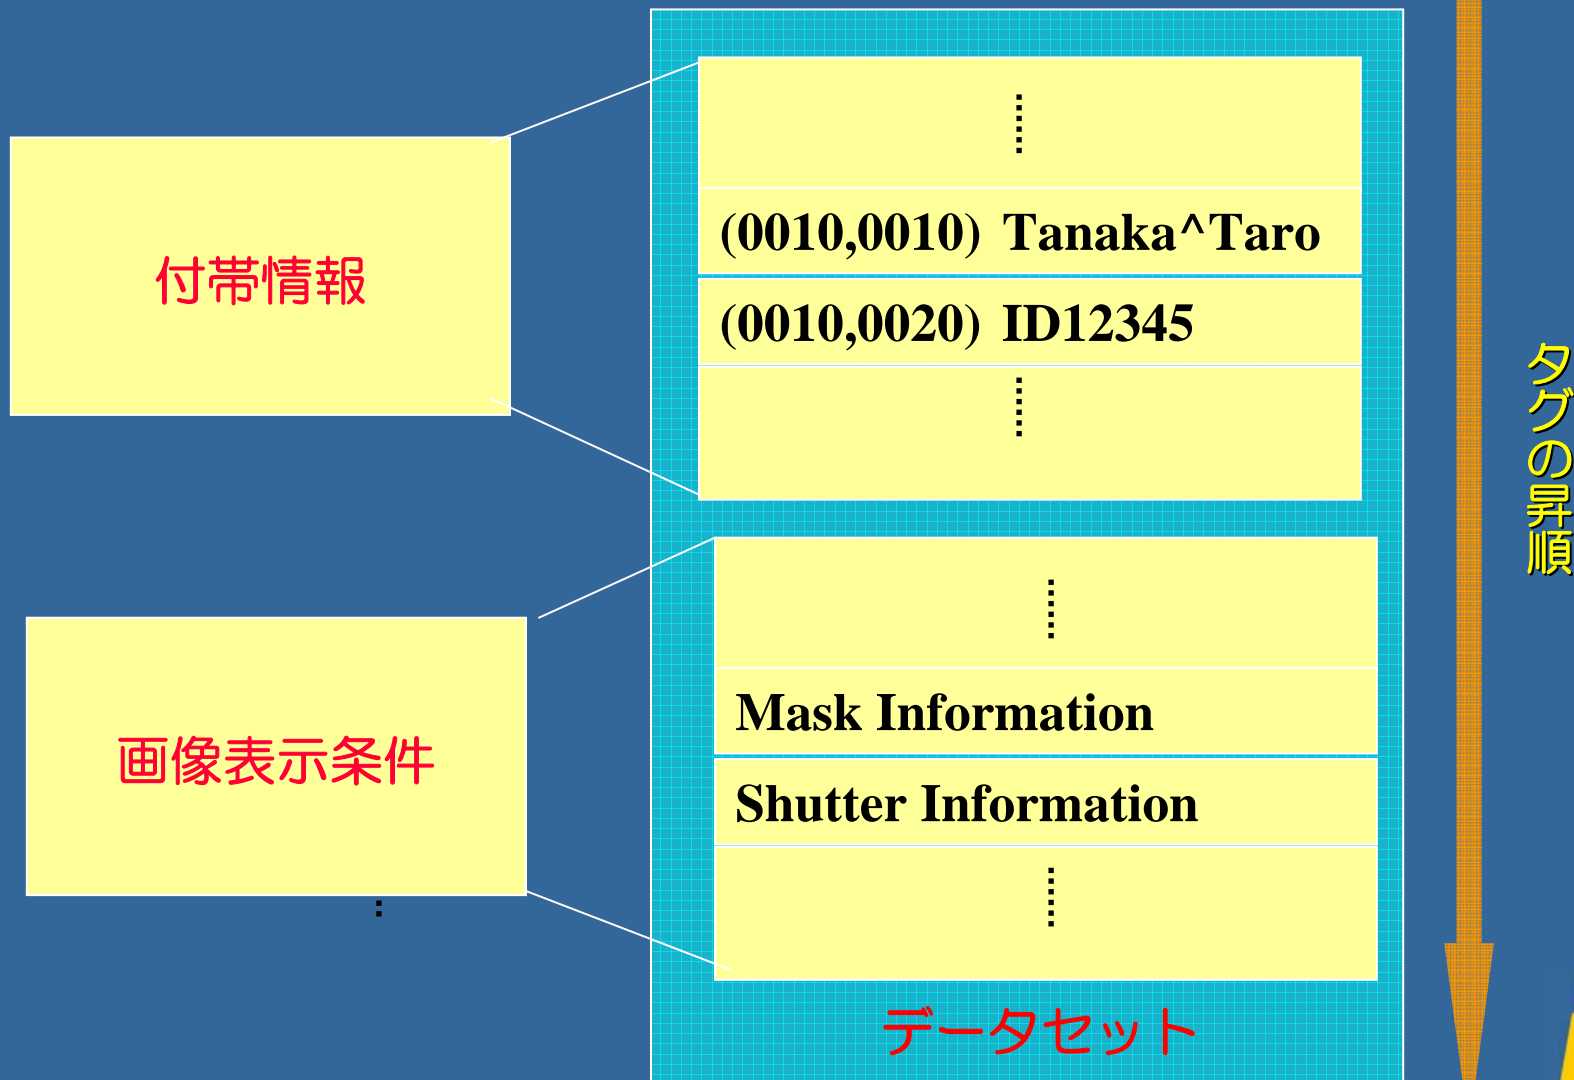 付帯情報
(0010,0010) Tanaka^Taro
(0010,0020) ID12345
画像表示条件
Mask Information
Shutter Information
データセット
タグの昇順